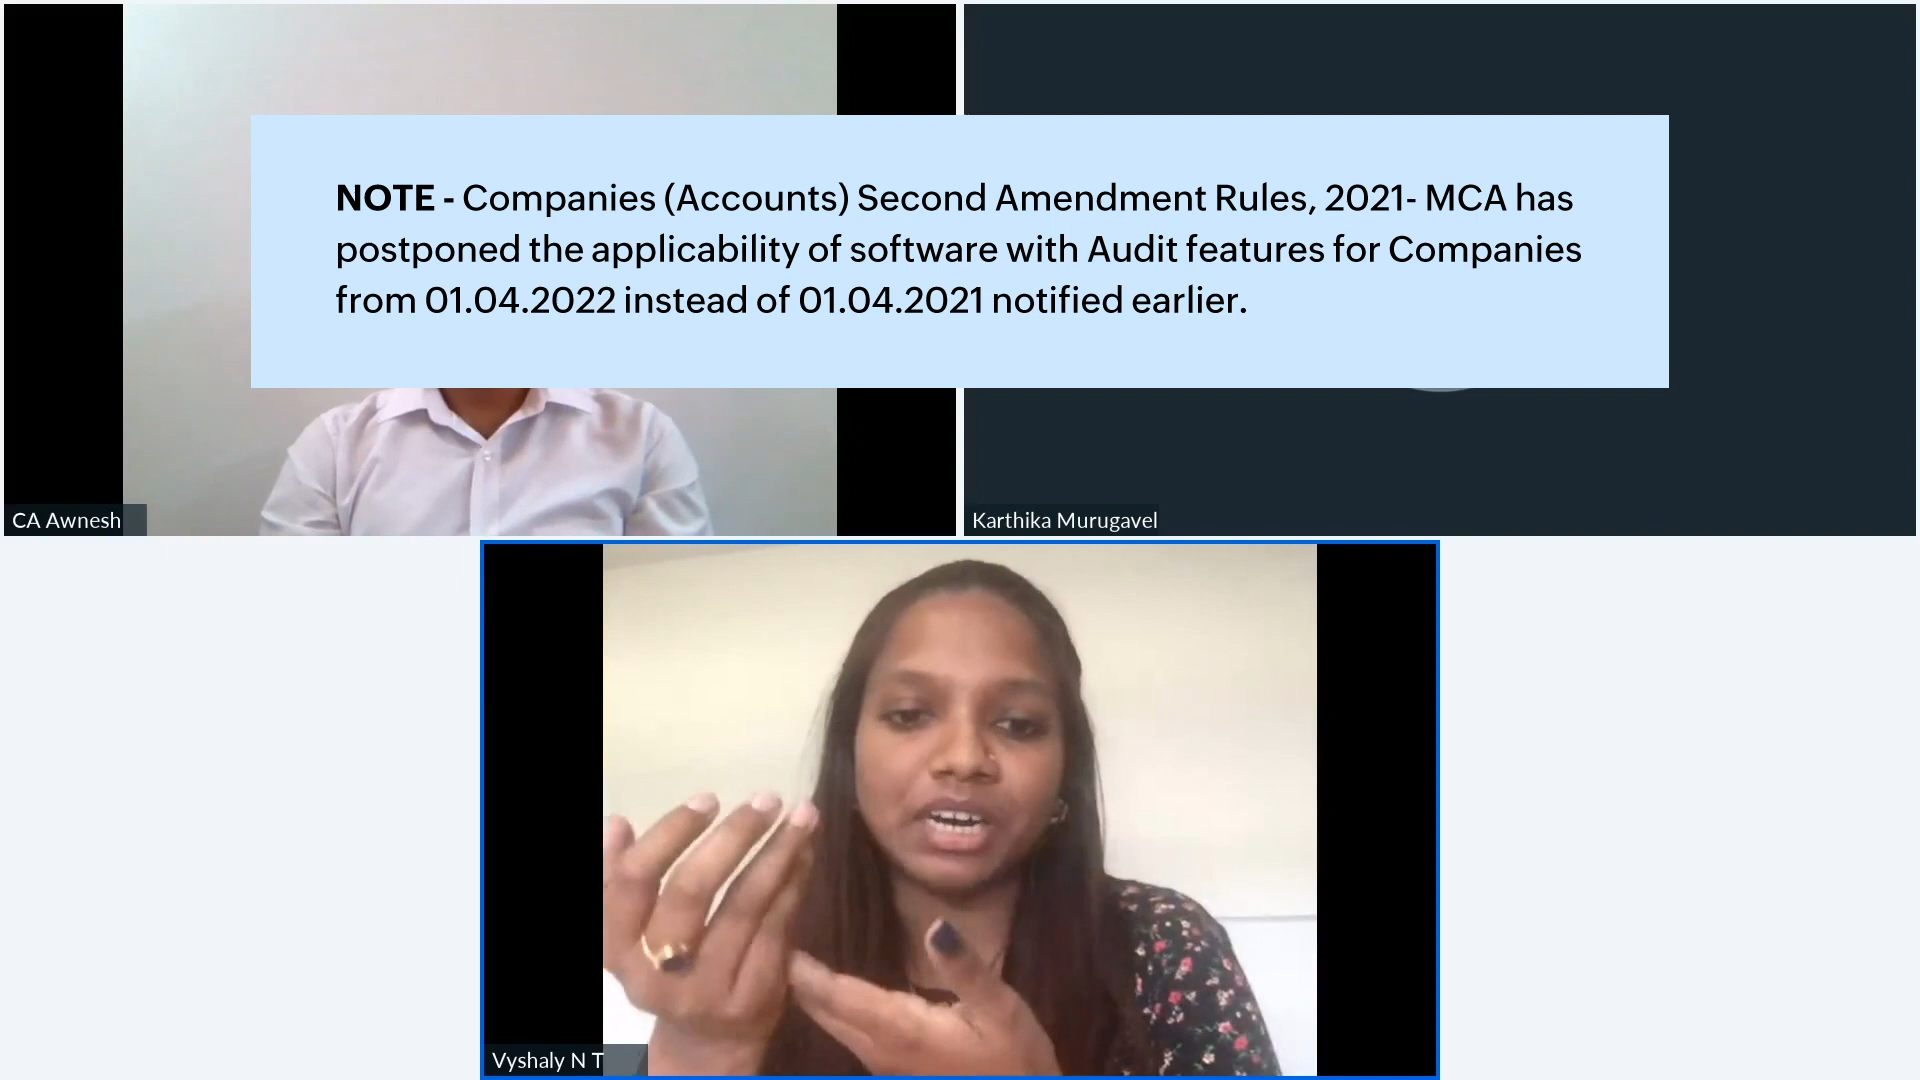 NOTE - Companies (Accounts) Second Amendment Rules, 2021- MCA has
postponed the applicability of software with Audit features for Companies
from 01.04.2022 instead of 01.04.2021 notified earlier.
CA Awnesh
Karthika Murugavel
Vyshaly N T